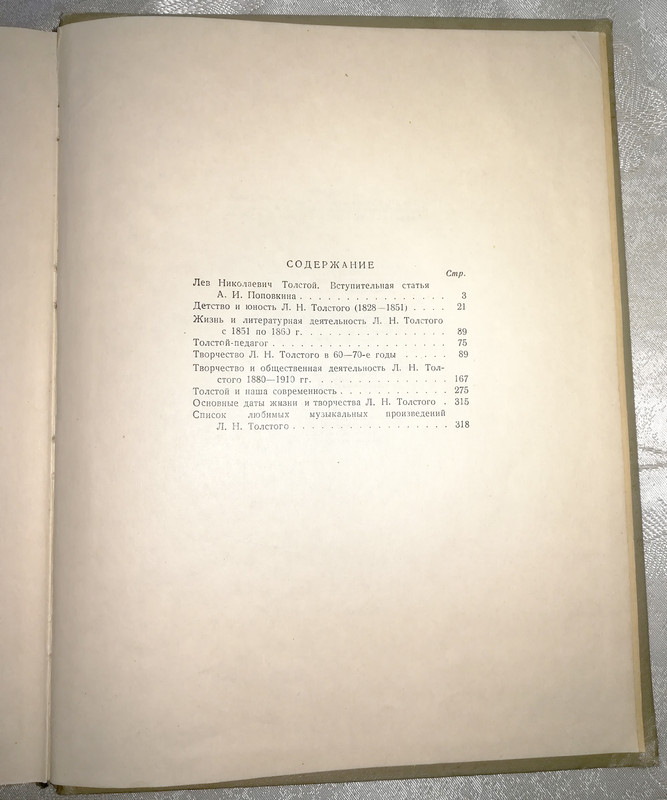 СОДЕРЖАНИЕ
Стр.
Лев Николаевич Толстой. Вступительная статья
А. И. Поповкина . . . . . . . . . . . . . . . . 3
Детство и юность Л. Н. Толстого (1828—1851) . . . . 21
Жизнь и литературная деятельность Л. Н. Толстого
с 1851 по 1860 г. . . . . . . . . . . . . . . . 89
Толстой-педагог . . . . . . . . . . . . . . . . . . . 75
Творчество Л. Н. Толстого в 60—70-е годы . . . . . 89
Творчество и общественная деятельность Л. Н. Тол-
стого 1880—1910 гг. . . . . . . . . . . . . . . 167
Толстой и наша современность . . . . . . . . . . . . 275
Основные даты жизни и творчества Л. Н. Толстого . 315
Список любимых музыкальных произведений
Л. Н. Толстого . . . . . . . . . . . . . . . . . 318